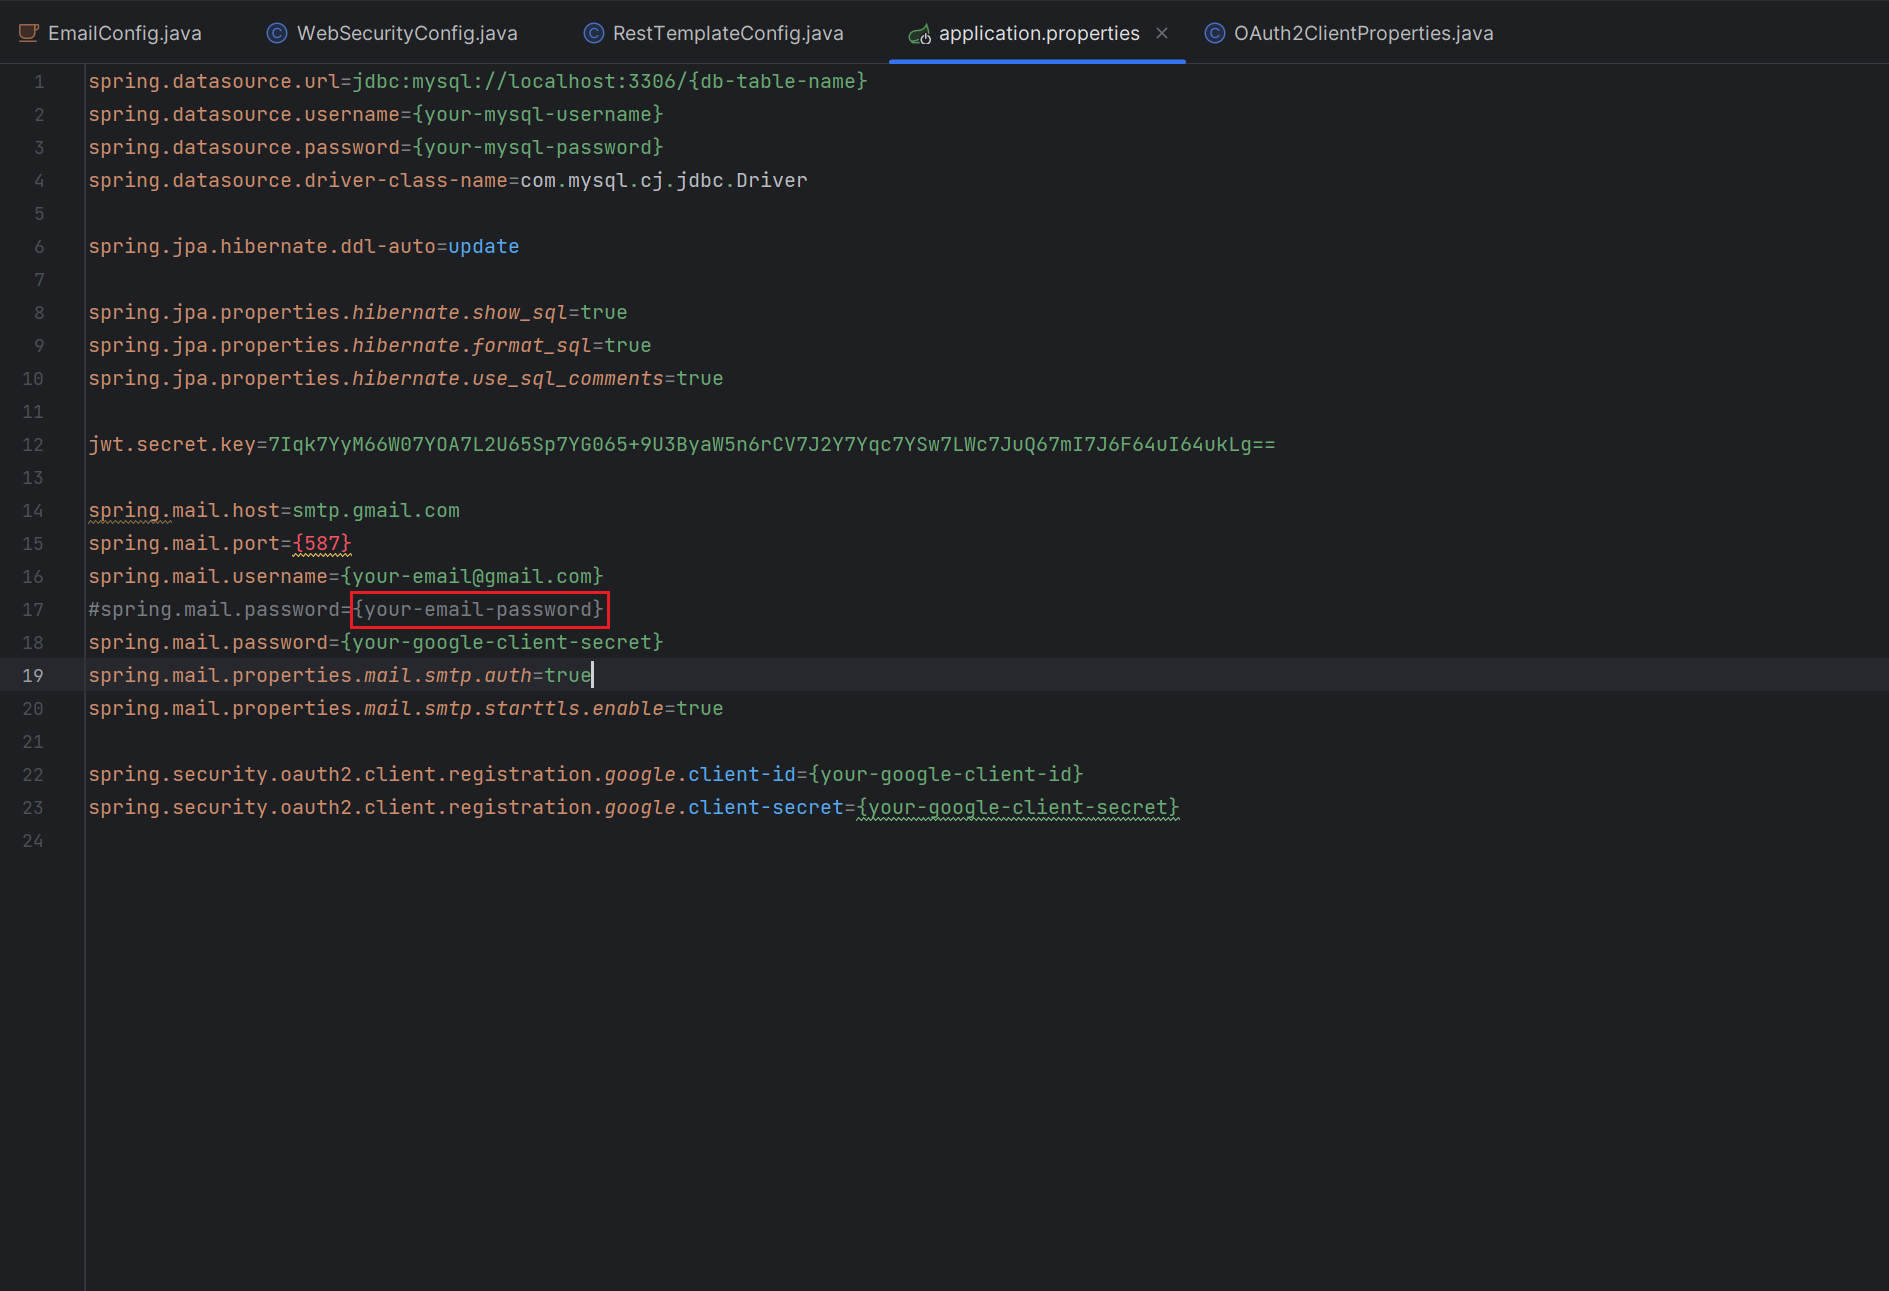 EmailConfig.java WebSecurityConfig.java RestTemplateConfig.java application.properties OAuth2ClientProperties.java
1 spring.datasource.url=jdbc:mysql://localhost:3306/{db-table-name}
2 spring.datasource.username={your-mysql-username}
3 spring.datasource.password={your-mysql-password}
4 spring.datasource.driver-class-name=com.mysql.cj.jdbc.Driver
5
6 spring.jpa.hibernate.ddl-auto=update
7
8 spring.jpa.properties.hibernate.show_sql=true
9 spring.jpa.properties.hibernate.format_sql=true
10 spring.jpa.properties.hibernate.use_sql_comments=true
11
12 jwt.secret.key=7Iqk7YyM66W07YOA7L2U65Sp7YG065+9U3ByaW5n6rCV7J2Y7Yqc7YSw7LWc7JuQ67mI7J6F64uI64ukLg==
13
14 spring.mail.host=smtp.gmail.com
15 spring.mail.port={587}
16 spring.mail.username={your-email@gmail.com}
17 #spring.mail.password={your-email-password}
18 spring.mail.password={your-google-client-secret}
19 spring.mail.properties.mail.smtp.auth=true
20 spring.mail.properties.mail.smtp.starttls.enable=true
21
22 spring.security.oauth2.client.registration.google.client-id={your-google-client-id}
23 spring.security.oauth2.client.registration.google.client-secret={your-google-client-secret}
24